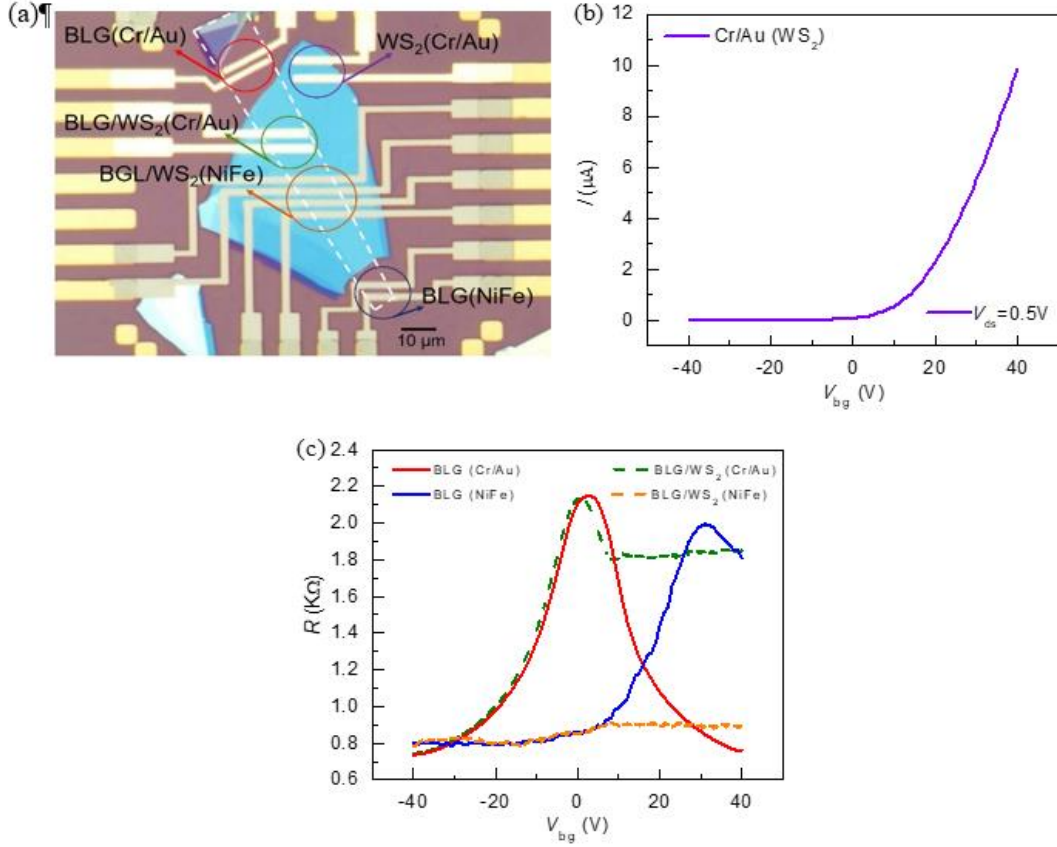 (a)¶
BLG(Cr/Au)
WS₂(Cr/Au)
BLG/WS₂(Cr/Au)
BGL/WS₂(NiFe)
BLG(NiFe)
10 µm
(b)
12
10
8
6
4
2
0
I (µA)
Cr/Au (WS₂)
V_ds=0.5V
-40 -20 0 20 40
V_bg (V)
(c)
2.4
2.2
2.0
1.8
1.6
1.4
1.2
1.0
0.8
0.6
R (KΩ)
BLG (Cr/Au) BLG/WS₂ (Cr/Au)
BLG (NiFe) BLG/WS₂ (NiFe)
-40 -20 0 20 40
V_bg (V)